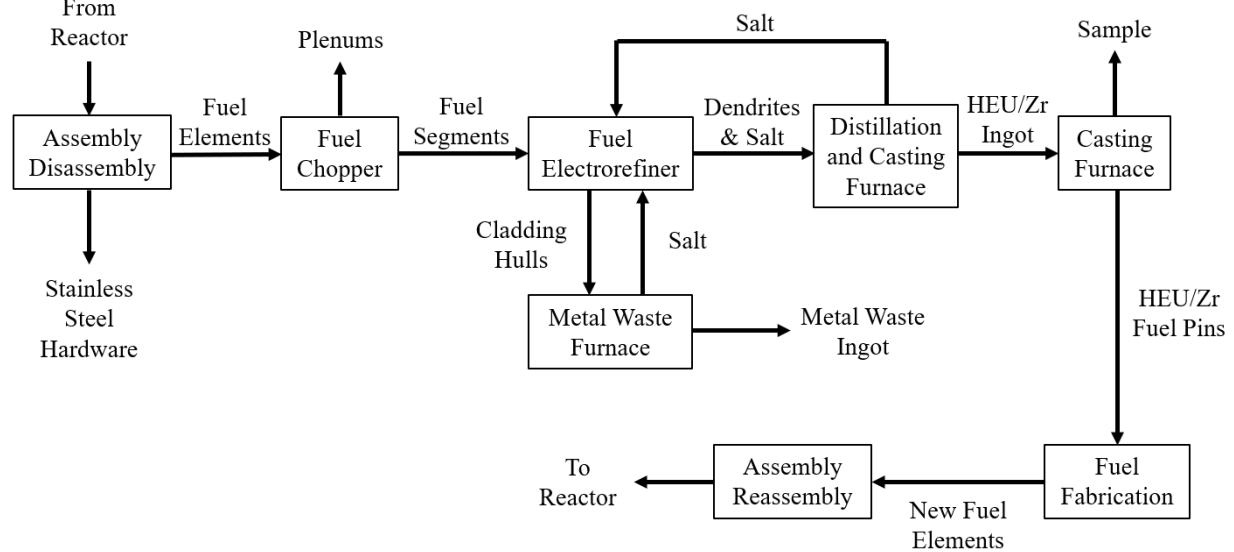 From
Reactor
Plenums
Salt
Sample
Assembly
Disassembly
Fuel
Elements
Fuel
Chopper
Fuel
Segments
Fuel
Electrorefiner
Dendrites
& Salt
Distillation
and Casting
Furnace
HEU/Zr
Ingot
Casting
Furnace
Stainless
Steel
Hardware
Cladding
Hulls
Salt
Metal Waste
Furnace
Metal Waste
Ingot
HEU/Zr
Fuel Pins
To
Reactor
Assembly
Reassembly
New Fuel
Elements
Fuel
Fabrication